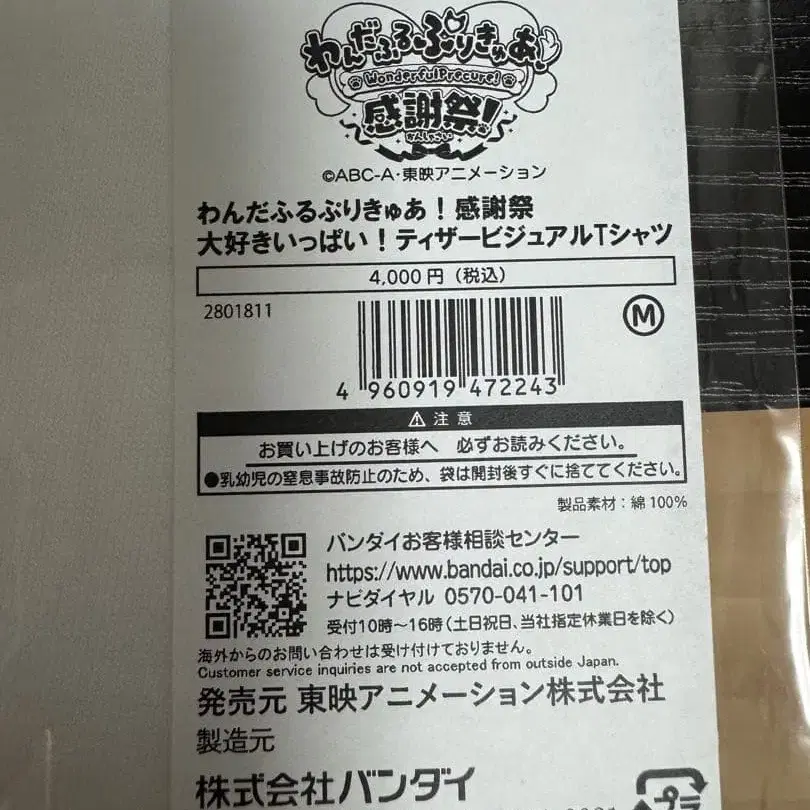 わんだふるぷりきゅあ!
WonderfulPrecure!
感謝祭!
かんしゃさい
©ABC-A・東映アニメーション
わんだふるぷりきゅあ!感謝祭
大好きいっぱい!ティザービジュアルTシャツ
4,000円(税込)
2801811
M
4 960919 472243
⚠ 注意
お買い上げのお客様へ 必ずお読みください。
●乳幼児の窒息事故防止のため、袋は開封後すぐに捨ててください。
製品素材:綿100%
バンダイお客様相談センター
https://www.bandai.co.jp/support/top
ナビダイヤル 0570-041-101
受付10時~16時(土日祝日、当社指定休業日を除く)
海外からのお問い合わせは受け付けておりません。
Customer service inquiries are not accepted from outside Japan.
発売元 東映アニメーション株式会社
製造元
株式会社バンダイ
プラ